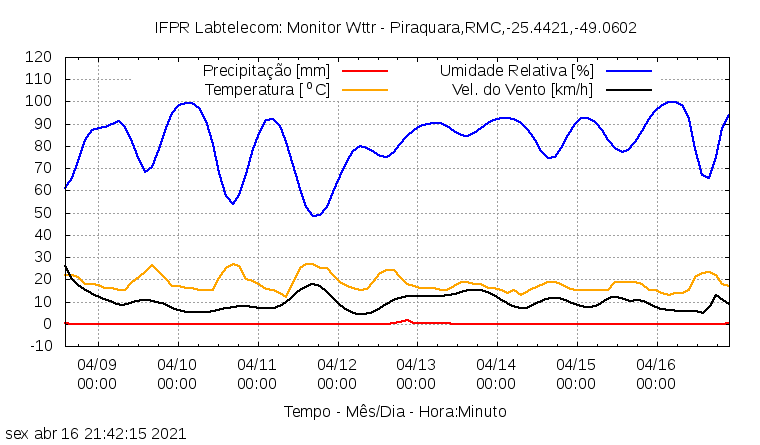 IFPR Labtelecom: Monitor Wttr - Piraquara,RMC,-25.4421,-49.0602
Precipitação [mm]
Temperatura [⁰C]
Umidade Relativa [%]
Vel. do Vento [km/h]
120
110
100
90
80
70
60
50
40
30
20
10
0
-10
04/09 04/10 04/11 04/12 04/13 04/14 04/15 04/16
00:00 00:00 00:00 00:00 00:00 00:00 00:00 00:00
Tempo - Mês/Dia - Hora:Minuto
sex abr 16 21:42:15 2021